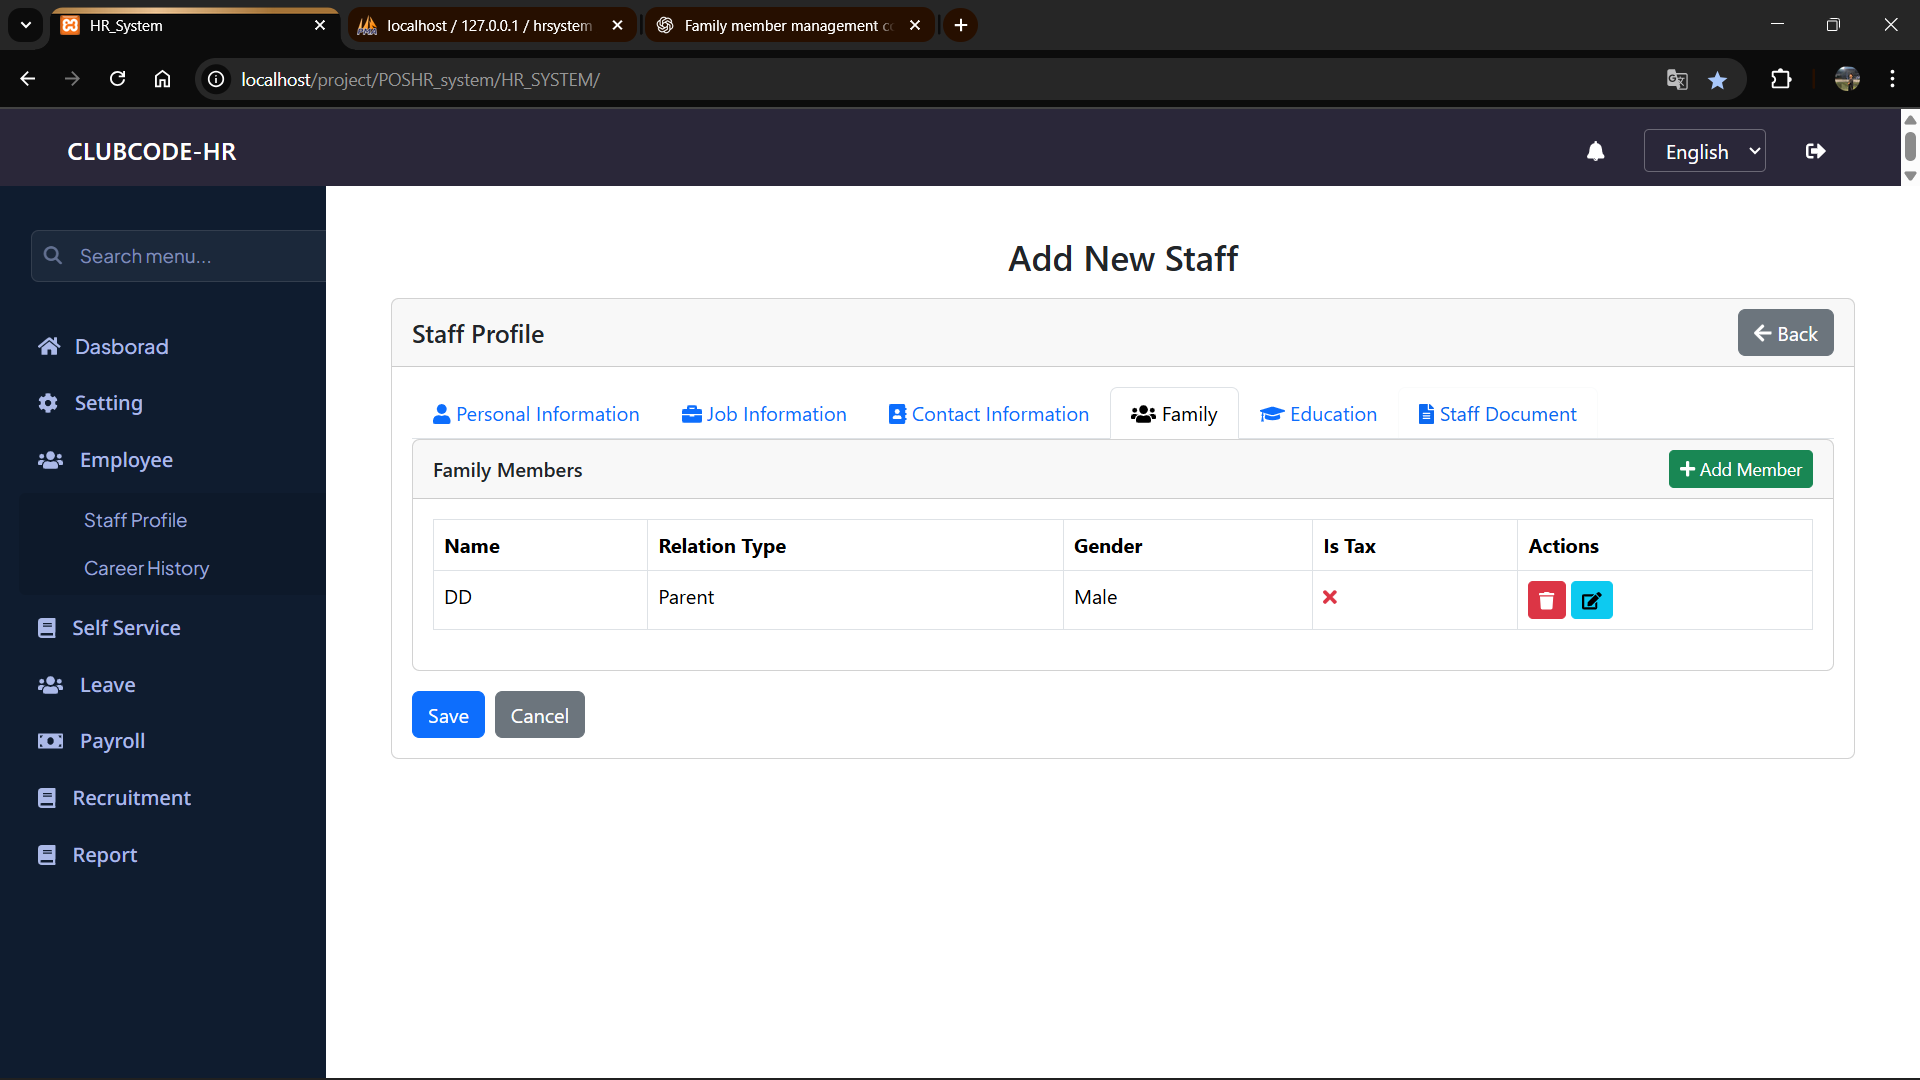 HR_System
localhost / 127.0.0.1 / hrsystem
Family member management c
localhost/project/POSHR_system/HR_SYSTEM/
CLUBCODE-HR
English
Search menu...
Dasborad
Setting
Employee
Staff Profile
Career History
Self Service
Leave
Payroll
Recruitment
Report
Add New Staff
Staff Profile
Back
Personal Information
Job Information
Contact Information
Family
Education
Staff Document
Family Members
Add Member
Name
Relation Type
Gender
Is Tax
Actions
DD
Parent
Male
Save
Cancel